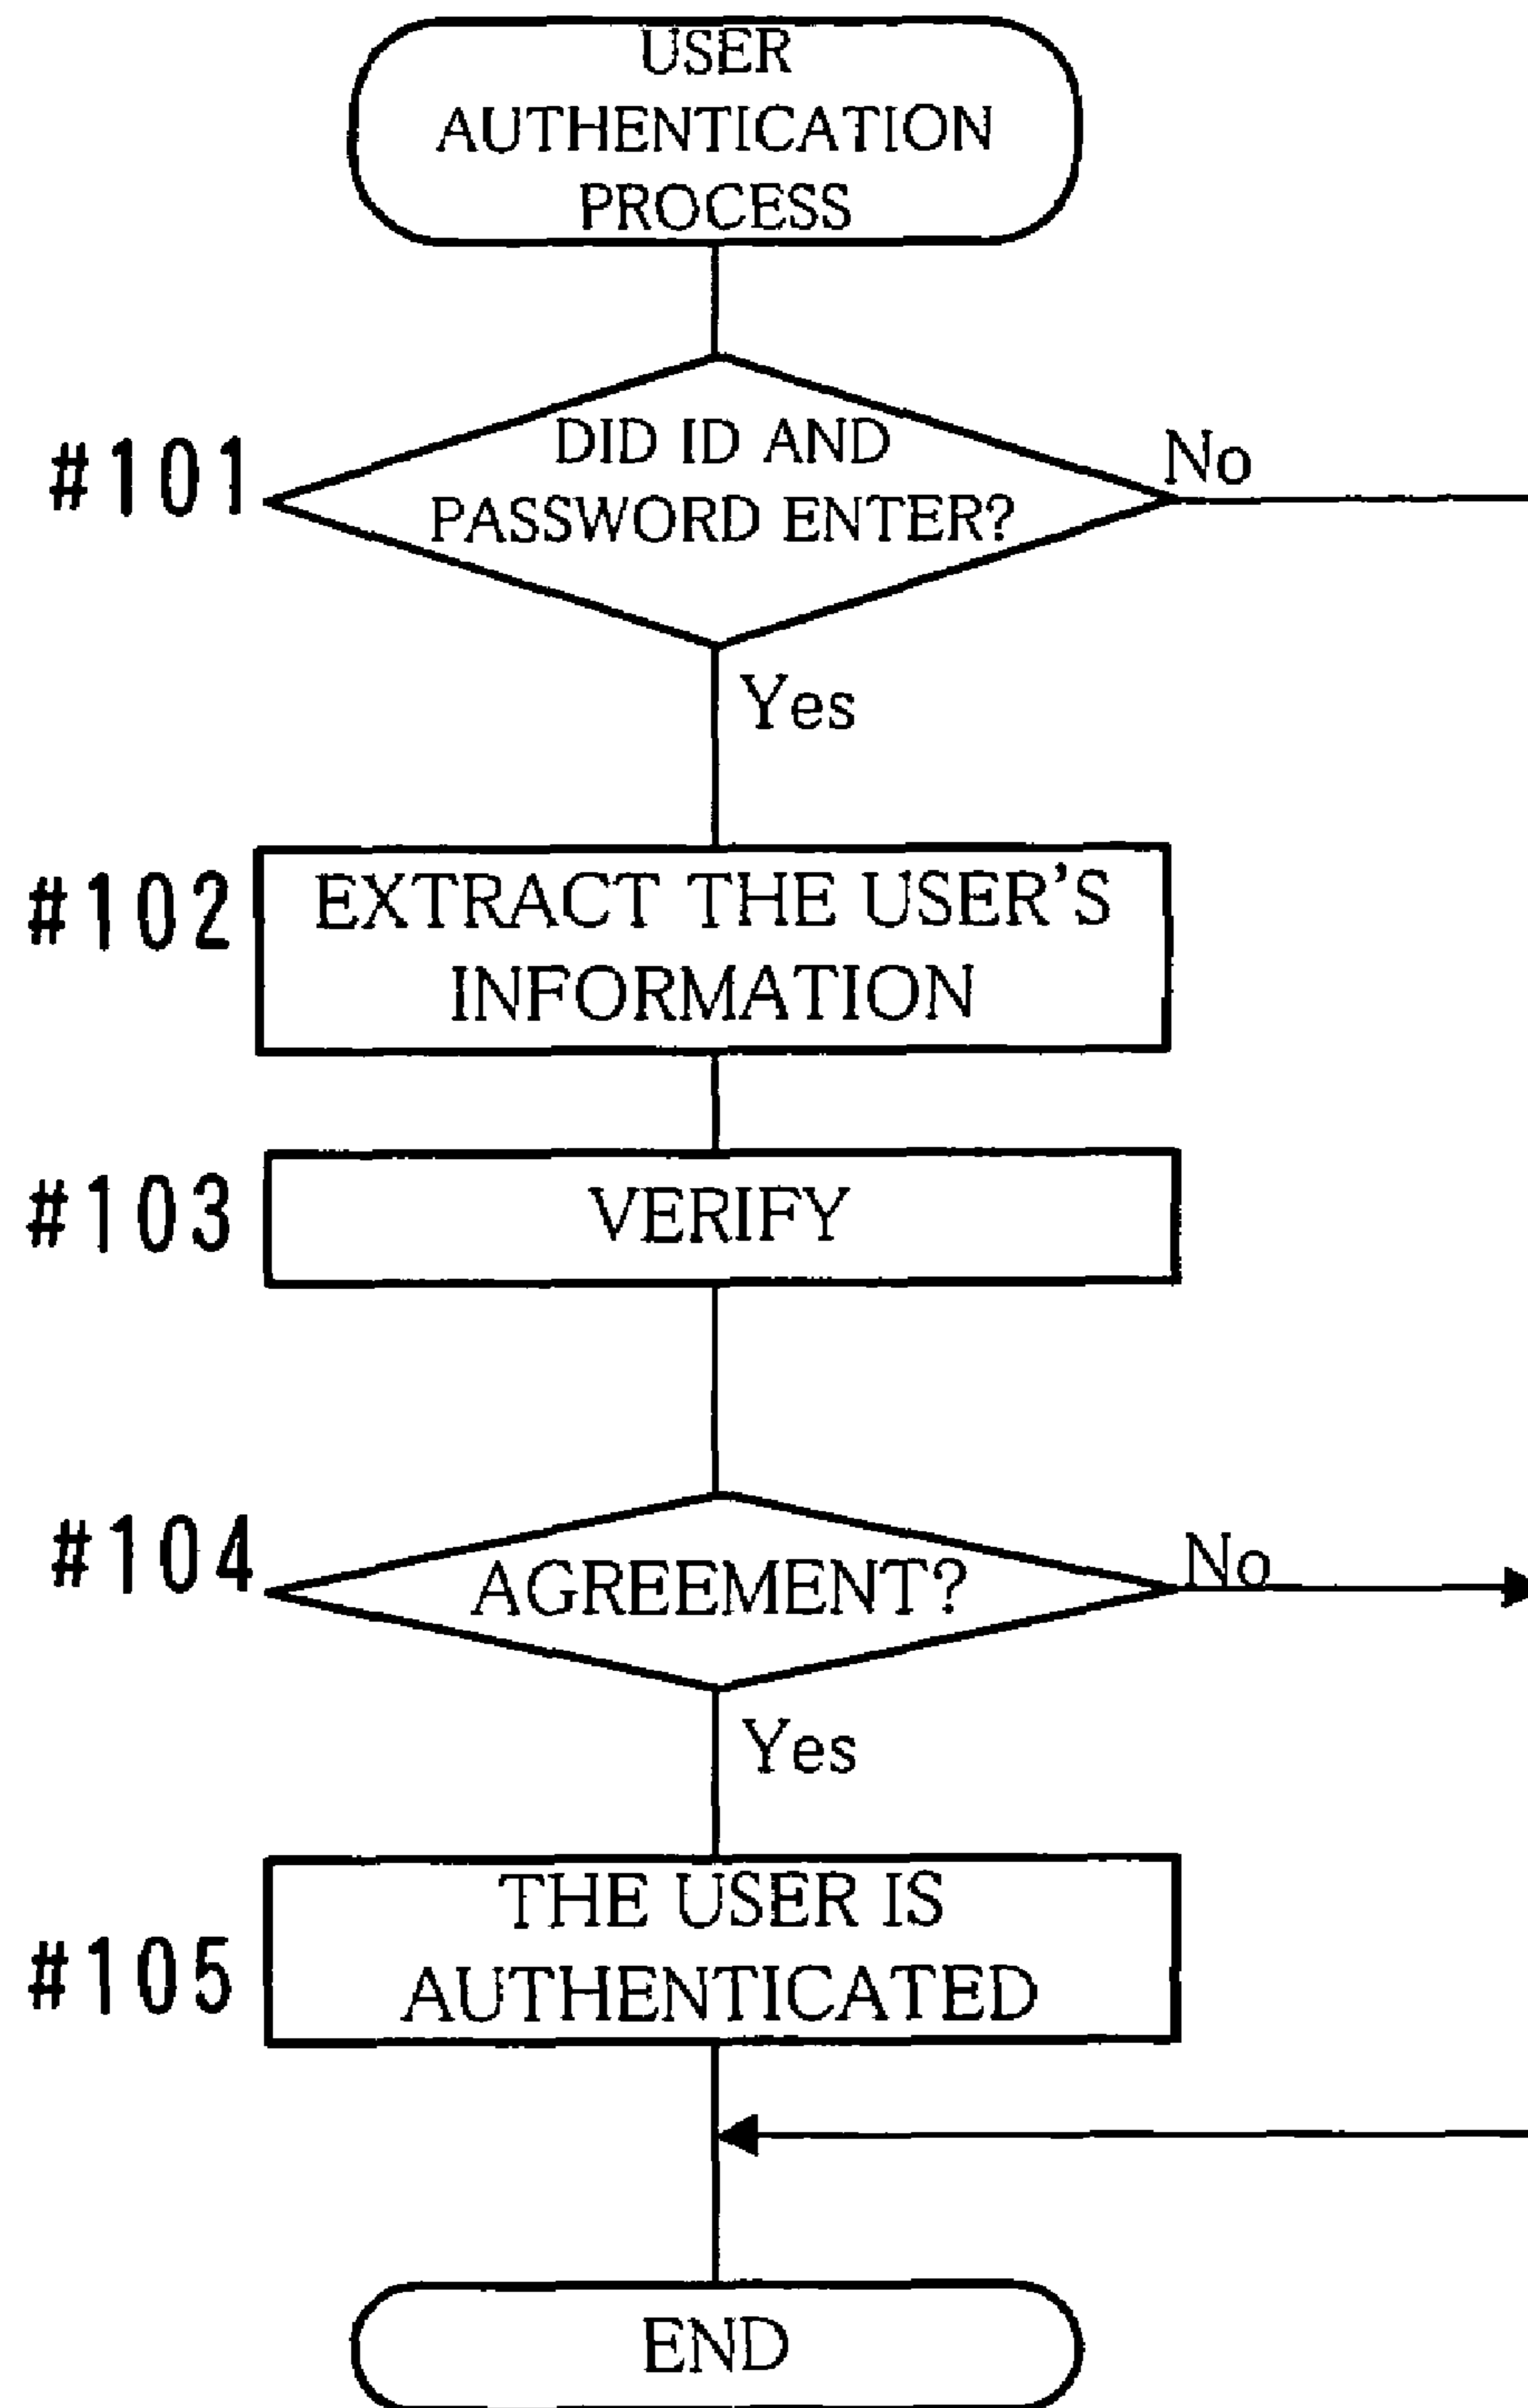 USER
AUTHENTICATION
PROCESS
#101
DID ID AND
PASSWORD ENTER?
No
Yes
#102
EXTRACT THE USER'S
INFORMATION
#103
VERIFY
#104
AGREEMENT?
No
Yes
#105
THE USER IS
AUTHENTICATED
END